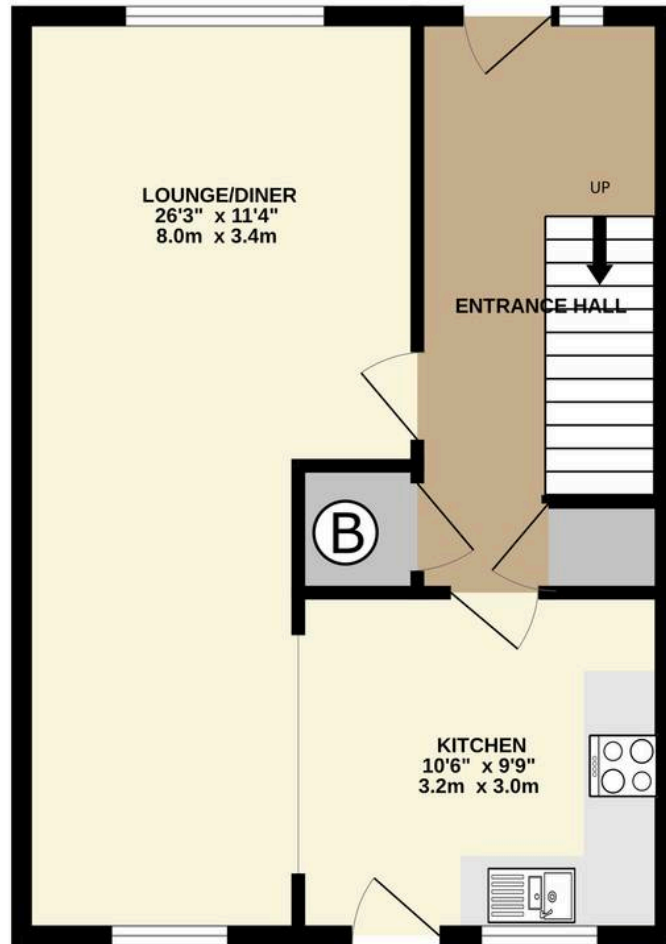 LOUNGE/DINER
26'3" x 11'4"
8.0m x 3.4m
UP
ENTRANCE HALL
B
KITCHEN
10'6" x 9'9"
3.2m x 3.0m